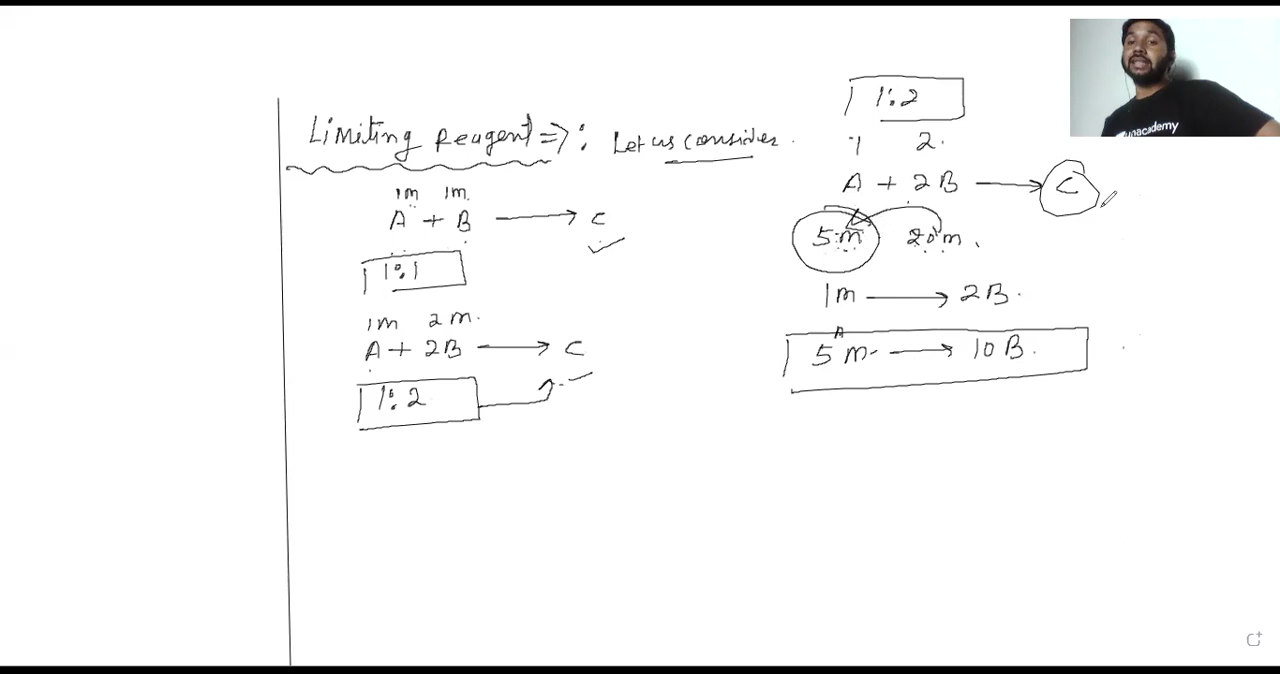 Limiting Reagent ⇒: Let us consider.
1m 1m.
A + B ⟶ C
1:1
1m 2m.
A + 2B ⟶ C
1:2
1:2
1 2.
A + 2B ⟶ C
5m 20m.
1m ⟶ 2B.
A
5m ⟶ 10B.
unacademy